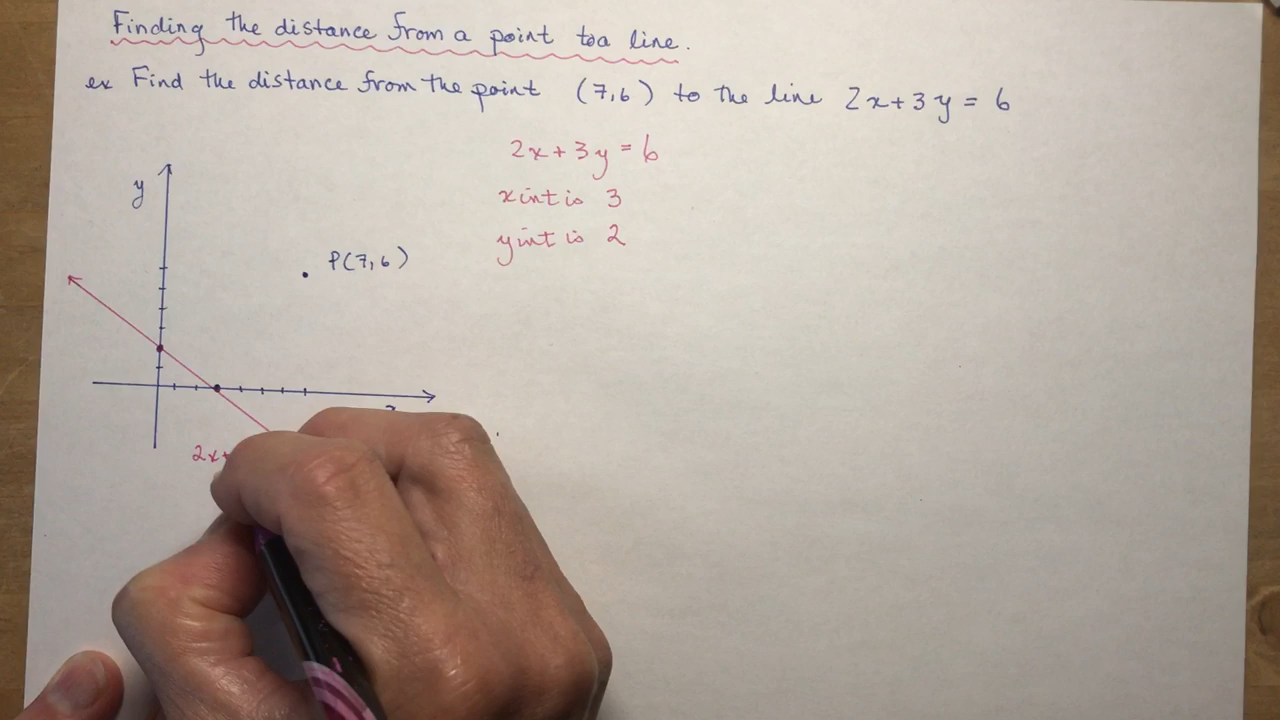 Finding the distance from a point to a line.
ex Find the distance from the point (7,6) to the line 2x+3y = 6
2x+3y = 6
x int is 3
y int is 2
y
P(7,6)
2x+